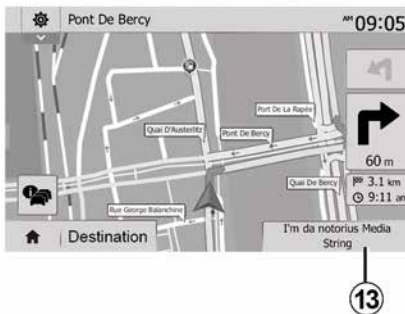 Pont De Bercy
AM 09:05
Port De La Rapée
Quai D'Austerlitz
Pont De Bercy
60 m
Quai De Bercy
3.1 km
9:11 am
Rue George Balanchine
Destination
I'm da notorius Media
String
13